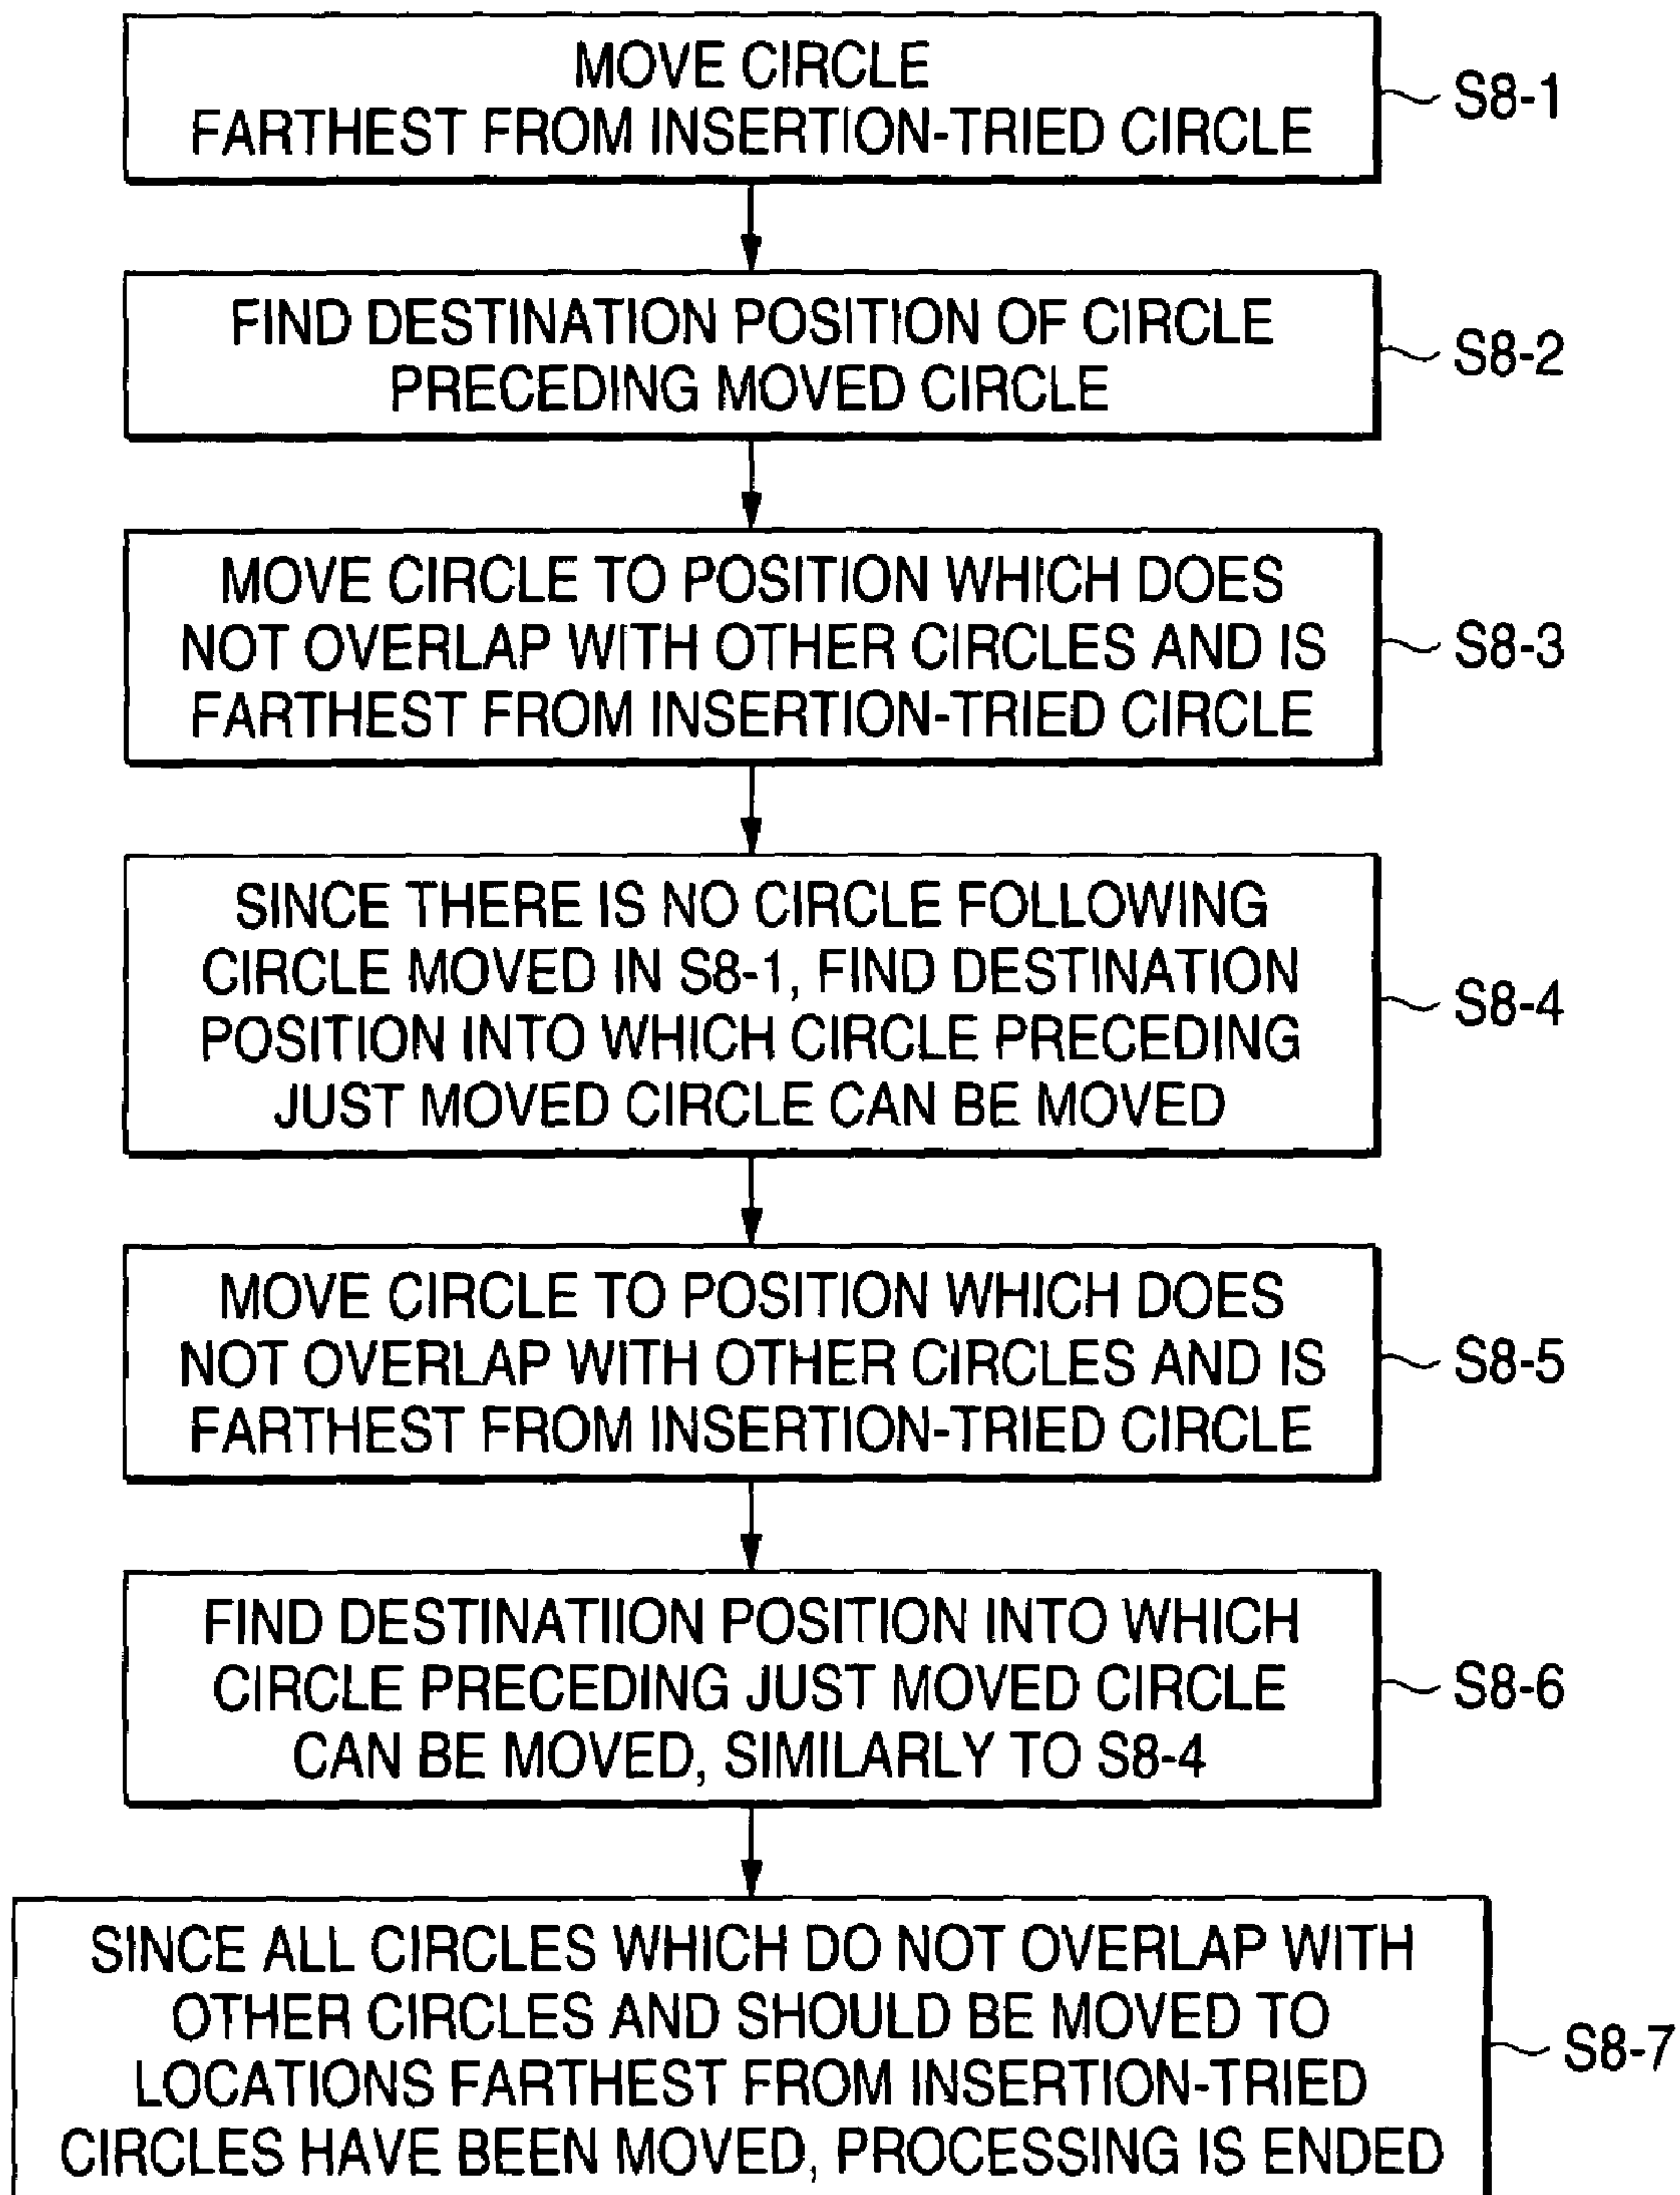 MOVE CIRCLE
FARTHEST FROM INSERTION-TRIED CIRCLE
S8-1
FIND DESTINATION POSITION OF CIRCLE
PRECEDING MOVED CIRCLE
S8-2
MOVE CIRCLE TO POSITION WHICH DOES
NOT OVERLAP WITH OTHER CIRCLES AND IS
FARTHEST FROM INSERTION-TRIED CIRCLE
S8-3
SINCE THERE IS NO CIRCLE FOLLOWING
CIRCLE MOVED IN S8-1, FIND DESTINATION
POSITION INTO WHICH CIRCLE PRECEDING
JUST MOVED CIRCLE CAN BE MOVED
S8-4
MOVE CIRCLE TO POSITION WHICH DOES
NOT OVERLAP WITH OTHER CIRCLES AND IS
FARTHEST FROM INSERTION-TRIED CIRCLE
S8-5
FIND DESTINATIION POSITION INTO WHICH
CIRCLE PRECEDING JUST MOVED CIRCLE
CAN BE MOVED, SIMILARLY TO S8-4
S8-6
SINCE ALL CIRCLES WHICH DO NOT OVERLAP WITH
OTHER CIRCLES AND SHOULD BE MOVED TO
LOCATIONS FARTHEST FROM INSERTION-TRIED
CIRCLES HAVE BEEN MOVED, PROCESSING IS ENDED
S8-7